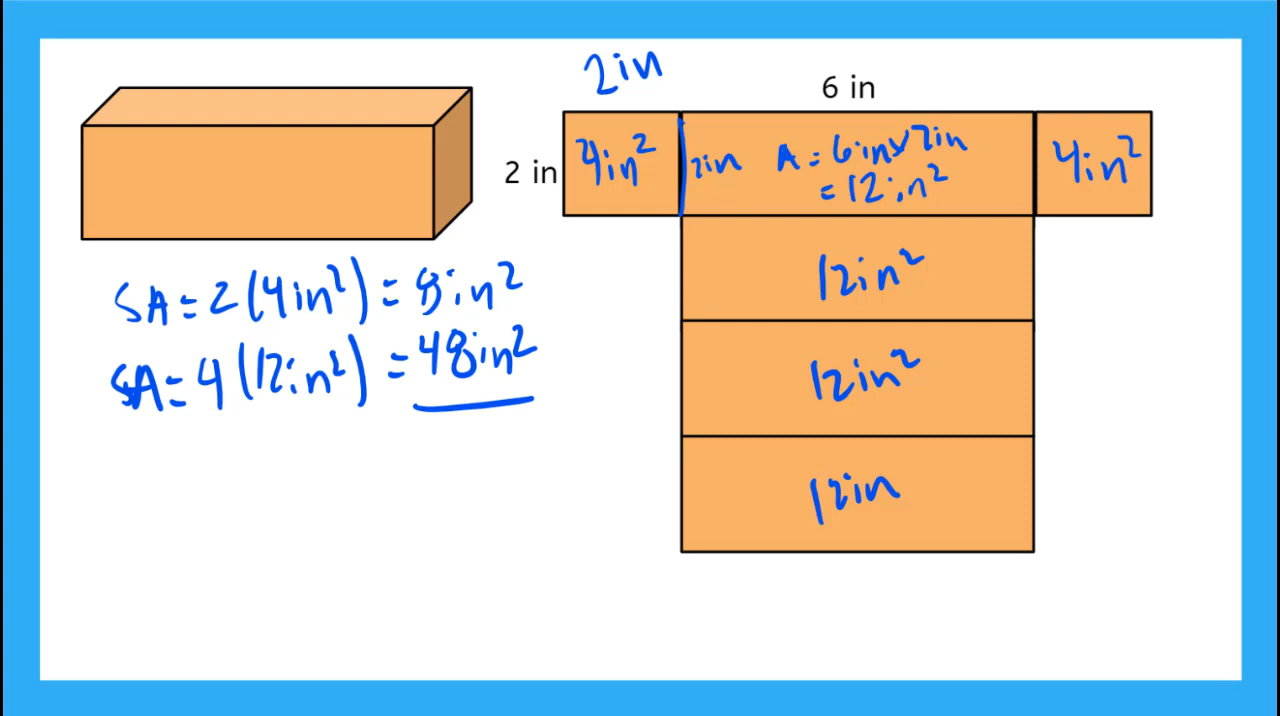 2in
6 in
2 in
4in²
2in
A = 6in x 2in
= 12in²
4in²
12in²
12in²
12in
SA = 2(4in²) = 8in²
SA = 4(12in²) = 48in²